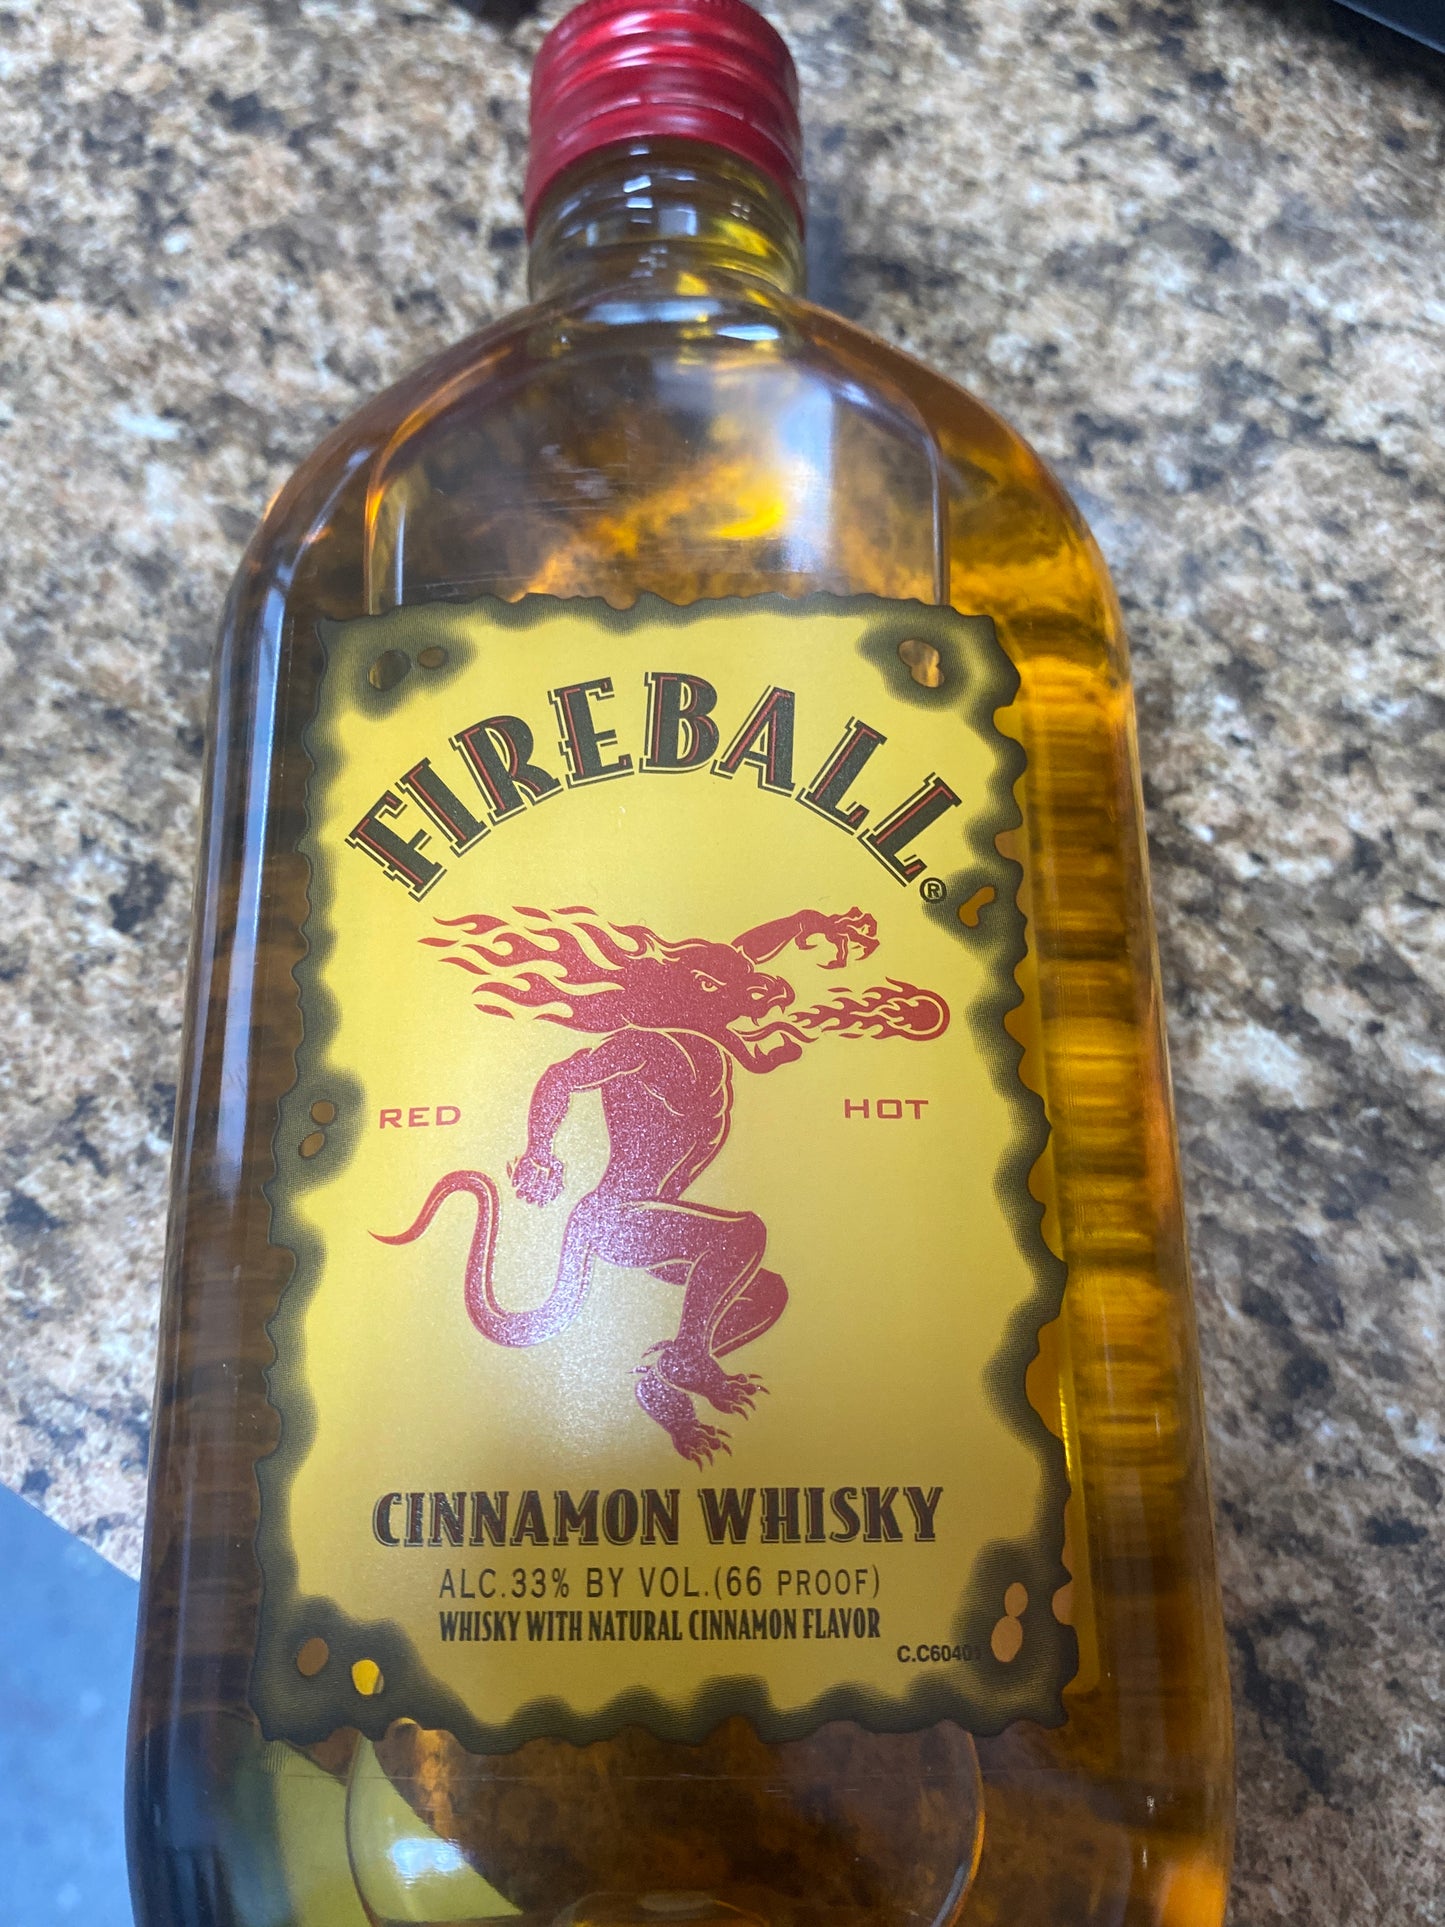 FIREBALL®
RED HOT
CINNAMON WHISKY
ALC.33% BY VOL.(66 PROOF)
WHISKY WITH NATURAL CINNAMON FLAVOR